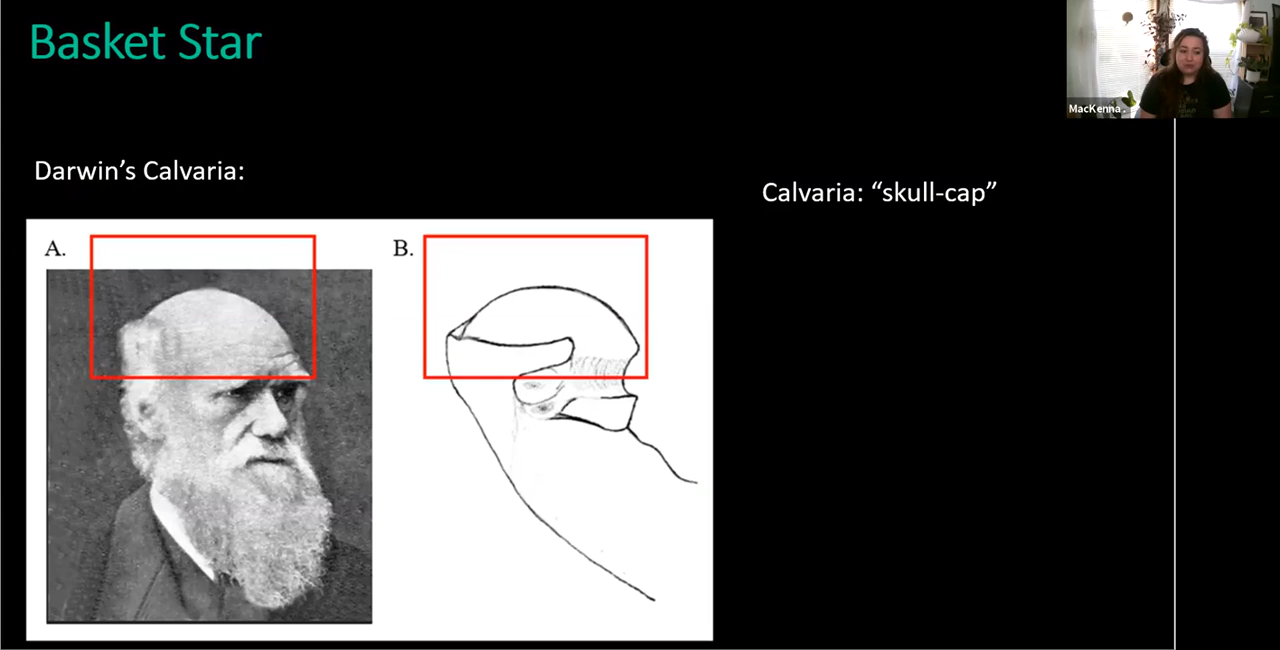 Basket Star
MacKenna
Darwin’s Calvaria:
Calvaria: “skull-cap”
A.
B.